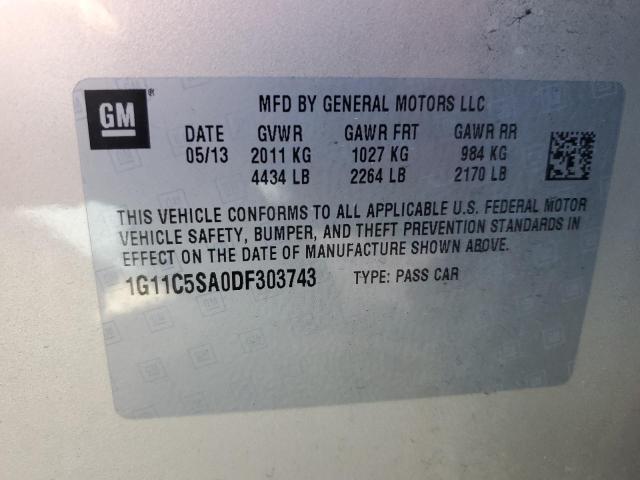 GM®
MFD BY GENERAL MOTORS LLC
DATE GVWR GAWR FRT GAWR RR
05/13 2011 KG 1027 KG 984 KG
4434 LB 2264 LB 2170 LB
THIS VEHICLE CONFORMS TO ALL APPLICABLE U.S. FEDERAL MOTOR
VEHICLE SAFETY, BUMPER, AND THEFT PREVENTION STANDARDS IN
EFFECT ON THE DATE OF MANUFACTURE SHOWN ABOVE.
1G11C5SA0DF303743 TYPE: PASS CAR